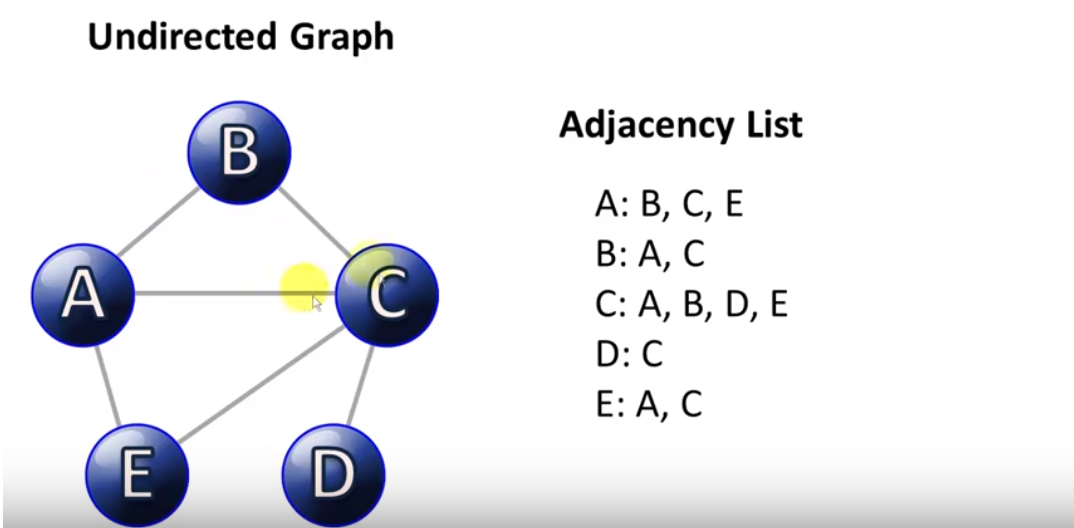 Undirected Graph
B
A
C
E
D
Adjacency List
A: B, C, E
B: A, C
C: A, B, D, E
D: C
E: A, C